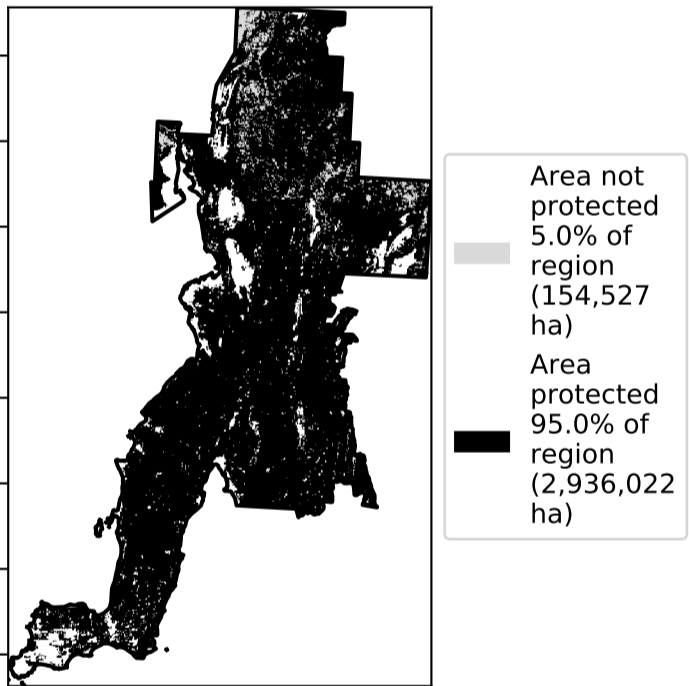 Area not
protected
5.0% of
region
(154,527
ha)
Area
protected
95.0% of
region
(2,936,022
ha)